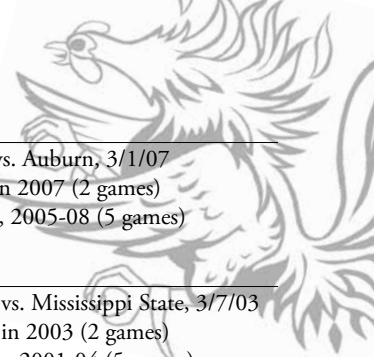 vs. Auburn, 3/1/07
in 2007 (2 games)
, 2005-08 (5 games)
vs. Mississippi State, 3/7/03
in 2003 (2 games)